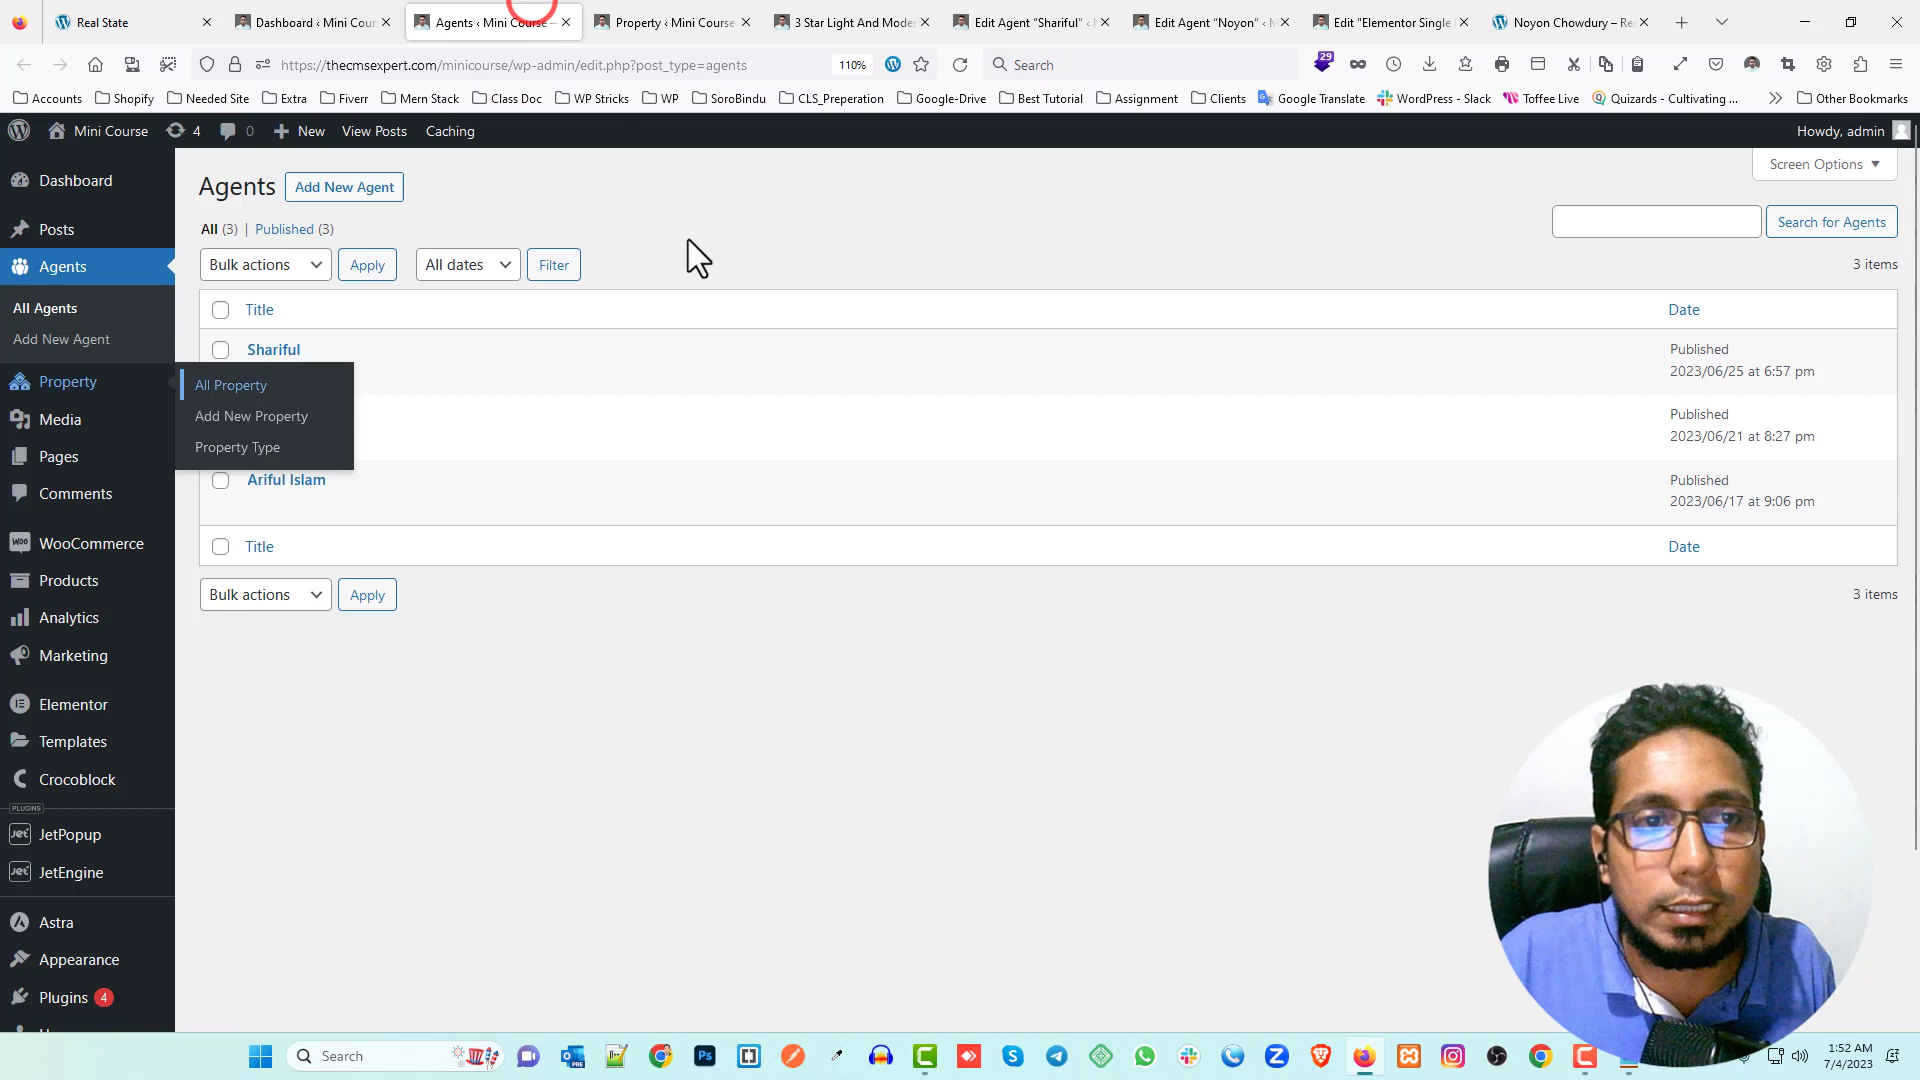 Real State
Dashboard ‹ Mini Cour
Agents ‹ Mini Course —
Property ‹ Mini Course
3 Star Light And Moder
Edit Agent “Shariful” ‹
Edit Agent “Noyon” ‹ M
Edit "Elementor Single
Noyon Chowdury – Re
https://thecmsexpert.com/minicourse/wp-admin/edit.php?post_type=agents
110%
Search
29
Accounts
Shopify
Needed Site
Extra
Fiverr
Mern Stack
Class Doc
WP Stricks
WP
SoroBindu
CLS_Preperation
Google-Drive
Best Tutorial
Assignment
Clients
Google Translate
WordPress - Slack
Toffee Live
Quizards - Cultivating ...
Other Bookmarks
Mini Course
4
0
New
View Posts
Caching
Howdy, admin
Screen Options
Dashboard
Posts
Agents
All Agents
Add New Agent
Property
All Property
Add New Property
Property Type
Media
Pages
Comments
WooCommerce
Products
Analytics
Marketing
Elementor
Templates
Crocoblock
PLUGINS
JetPopup
JetEngine
Astra
Appearance
Plugins 4
Agents
Add New Agent
All (3) | Published (3)
Search for Agents
Bulk actions
Apply
All dates
Filter
3 items
Title
Date
Shariful
Published
2023/06/25 at 6:57 pm
Published
2023/06/21 at 8:27 pm
Ariful Islam
Published
2023/06/17 at 9:06 pm
Title
Date
Bulk actions
Apply
3 items
Search
1:52 AM
7/4/2023